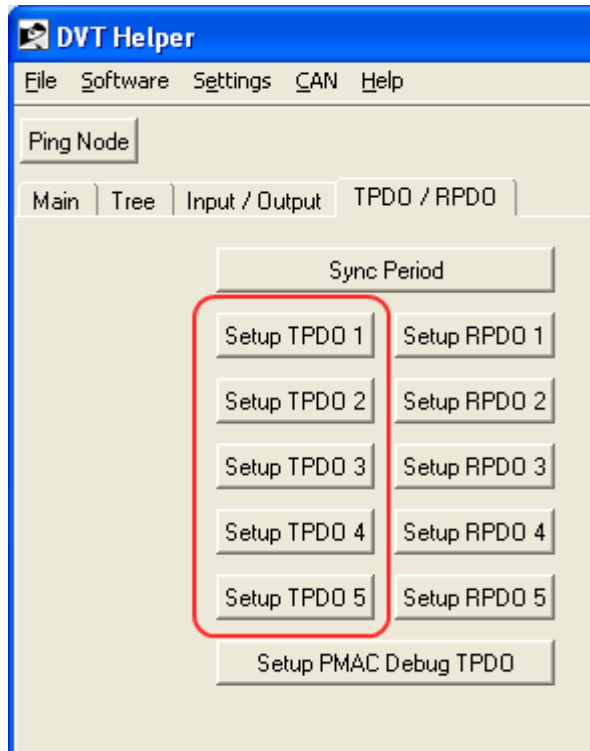 DVT Helper
File Software Settings CAN Help
Ping Node
Main Tree Input / Output TPDO / RPDO
Sync Period
Setup TPDO 1 Setup RPDO 1
Setup TPDO 2 Setup RPDO 2
Setup TPDO 3 Setup RPDO 3
Setup TPDO 4 Setup RPDO 4
Setup TPDO 5 Setup RPDO 5
Setup PMAC Debug TPDO